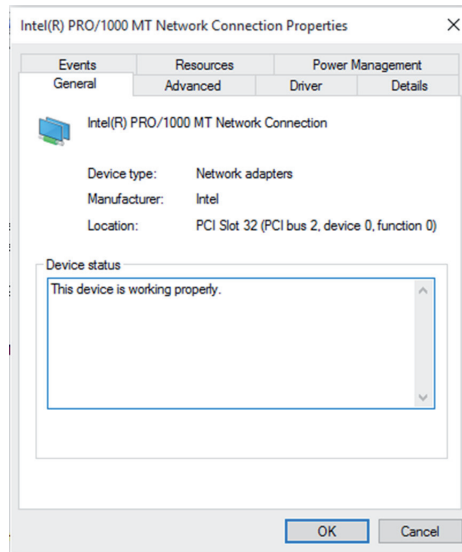 Intel(R) PRO/1000 MT Network Connection Properties
Events Resources Power Management
General Advanced Driver Details
Intel(R) PRO/1000 MT Network Connection
Device type: Network adapters
Manufacturer: Intel
Location: PCI Slot 32 (PCI bus 2, device 0, function 0)
Device status
This device is working properly.
OK Cancel